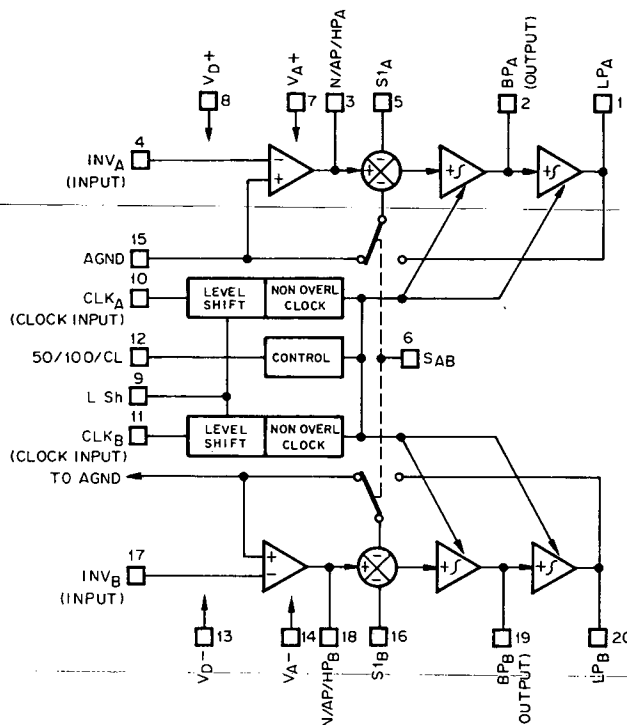 VD+
8
VA+
7
N/AP/HPA
3
S1A
5
BPA
(OUTPUT)
2
LPA
1
4
INVA
(INPUT)
−
+
+
−
−
+∫
+∫
15
AGND
10
CLKA
(CLOCK INPUT)
LEVEL
SHIFT
NON OVERL
CLOCK
12
50/100/CL
CONTROL
6
SAB
9
L Sh
11
CLKB
(CLOCK INPUT)
LEVEL
SHIFT
NON OVERL
CLOCK
TO AGND
17
INVB
(INPUT)
+
−
+
−
−
+∫
+∫
13
VD-
14
VA-
18
N/AP/HPB
16
S1B
19
BPB
OUTPUT)
20
LPB